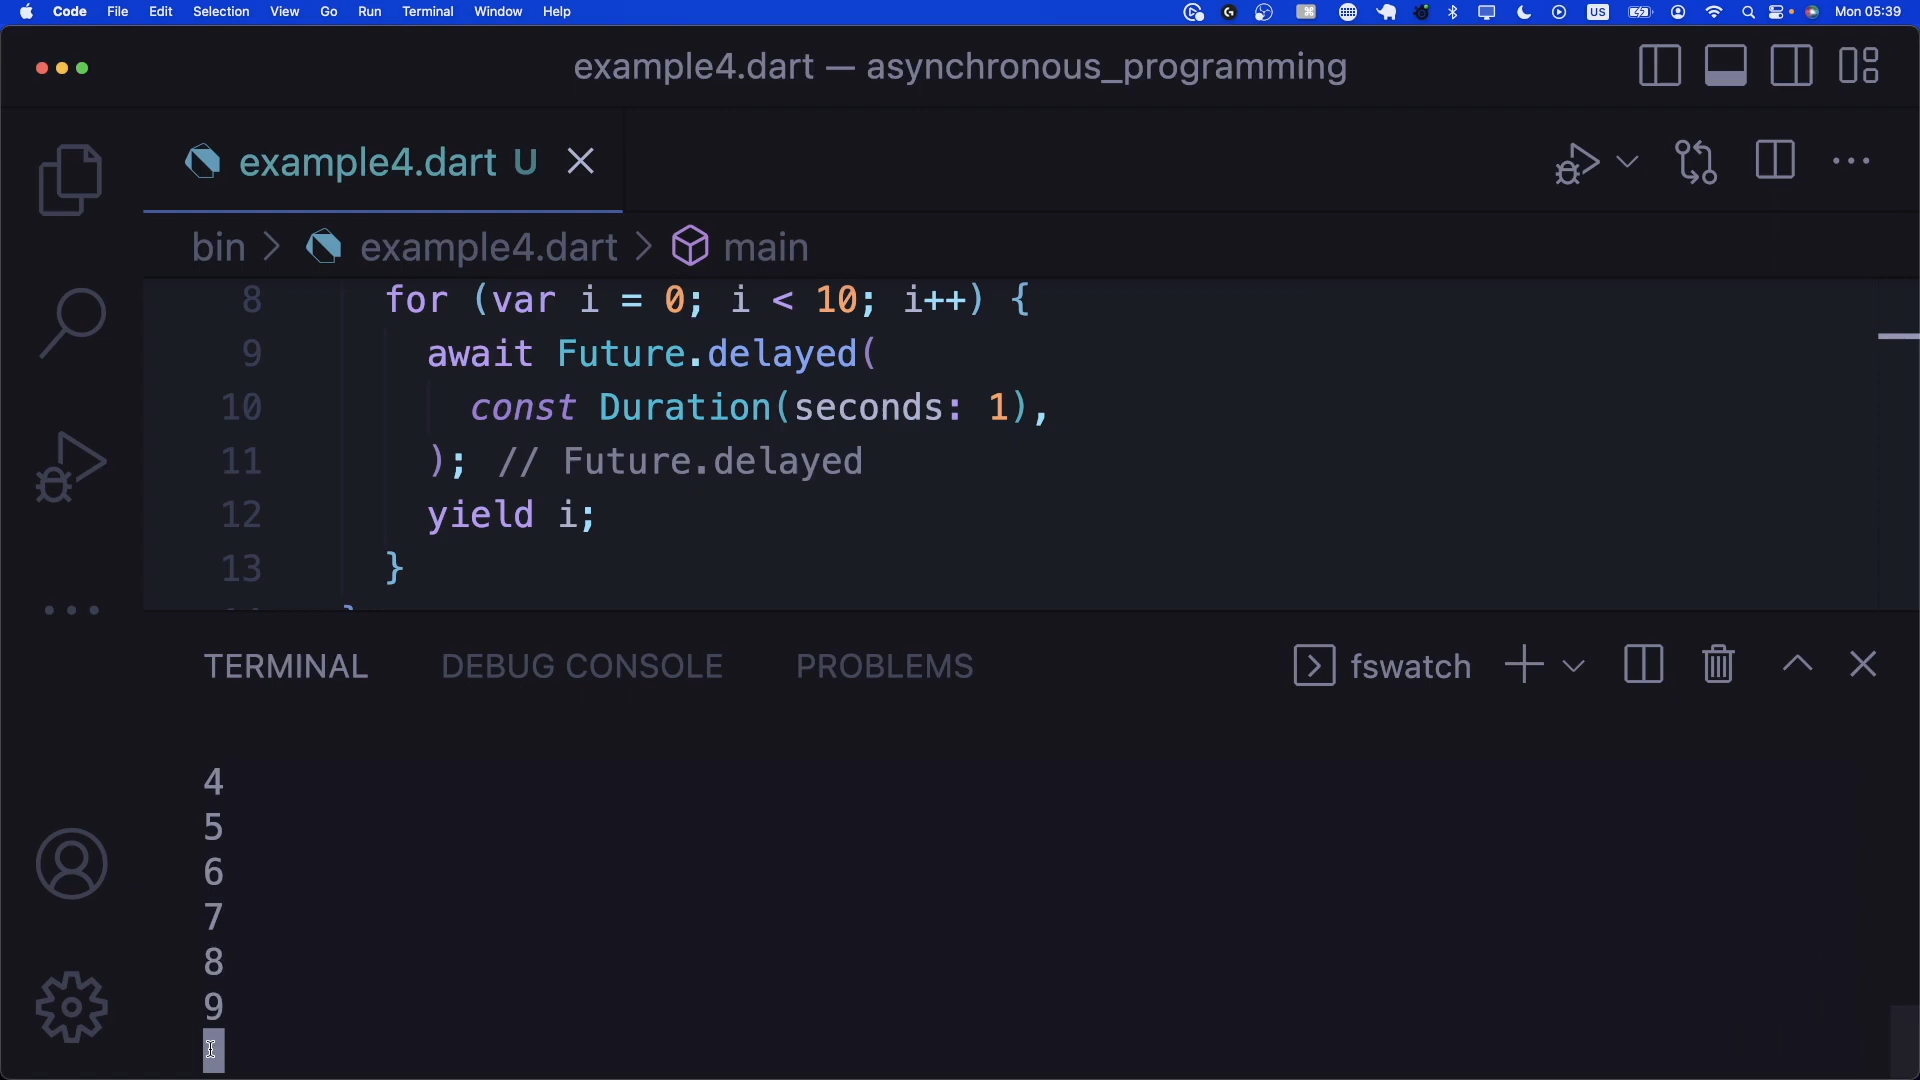 Code File Edit Selection View Go Run Terminal Window Help US Mon 05:39
example4.dart — asynchronous_programming
example4.dart U
bin > example4.dart > main
8 for (var i = 0; i < 10; i++) {
9 await Future.delayed(
10 const Duration(seconds: 1),
11 ); // Future.delayed
12 yield i;
13 }
TERMINAL DEBUG CONSOLE PROBLEMS fswatch
4
5
6
7
8
9